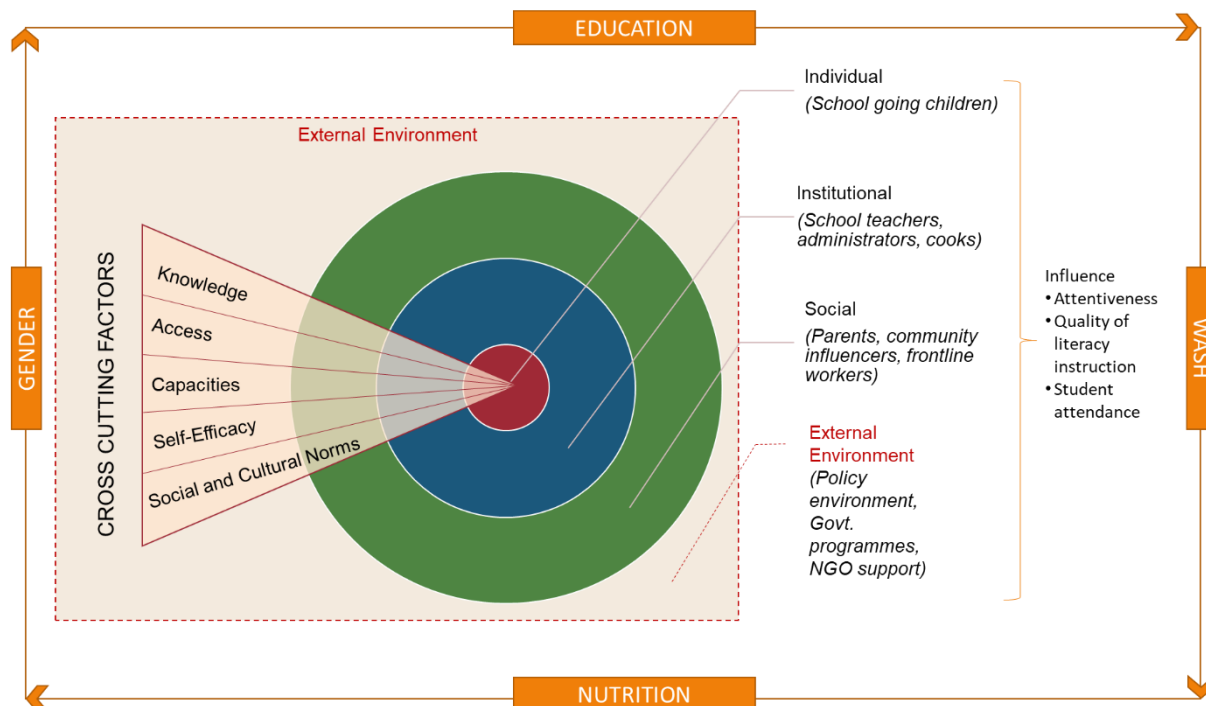 EDUCATION
External Environment
Individual
(School going children)
Institutional
(School teachers,
administrators, cooks)
Social
(Parents, community
influencers, frontline
workers)
External
Environment
(Policy
environment,
Govt.
programmes,
NGO support)
Influence
•Attentiveness
•Quality of
literacy
instruction
•Student
attendance
CROSS CUTTING FACTORS
Knowledge
Access
Capacities
Self-Efficacy
Social and Cultural Norms
GENDER
WASH
NUTRITION